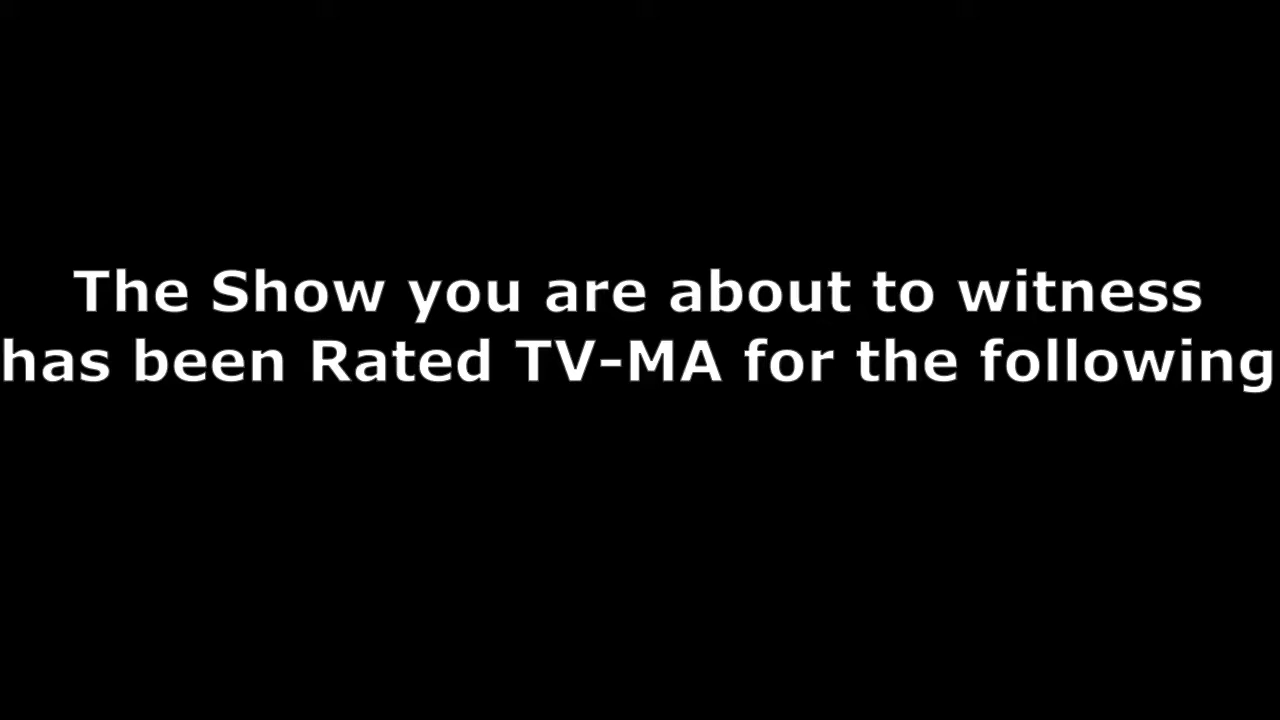 The Show you are about to witness
has been Rated TV-MA for the following